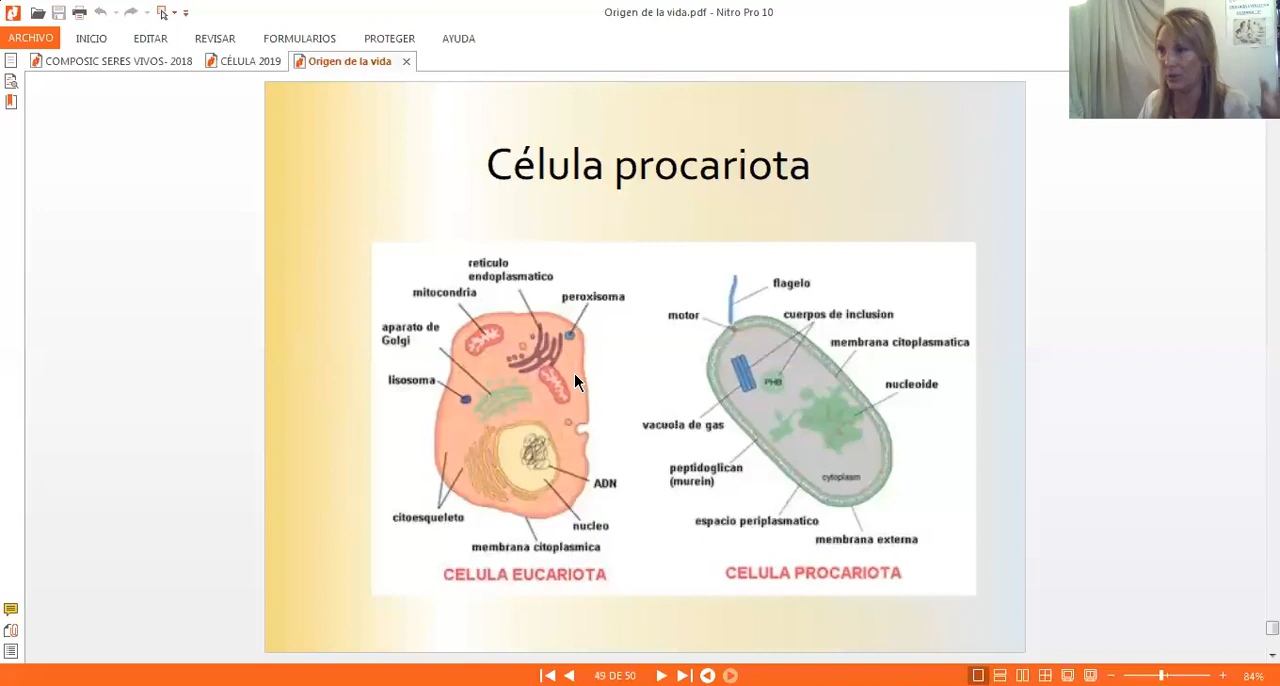 Origen de la vida.pdf - Nitro Pro 10
ARCHIVO INICIO EDITAR REVISAR FORMULARIOS PROTEGER AYUDA
COMPOSIC SERES VIVOS- 2018 CÉLULA 2019 Origen de la vida
Célula procariota
reticulo
endoplasmatico
mitocondria
peroxisoma
aparato de
Golgi
lisosoma
ADN
citoesqueleto
nucleo
membrana citoplasmica
CELULA EUCARIOTA
flagelo
motor
cuerpos de inclusion
membrana citoplasmatica
PHB
nucleoide
vacuola de gas
peptidoglican
(murein)
cytoplasm
espacio periplasmatico
membrana externa
CELULA PROCARIOTA
49 DE 50
84%